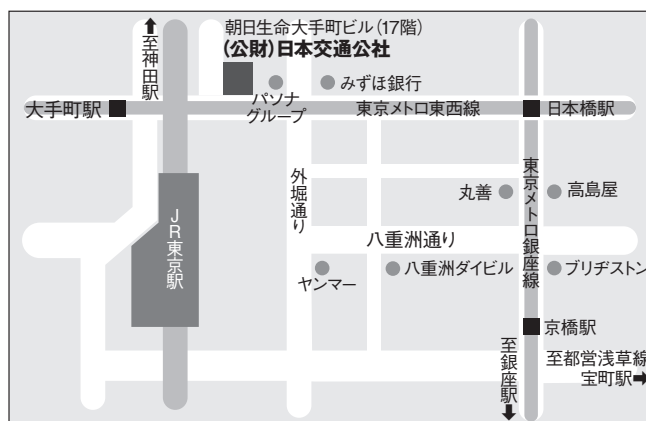 朝日生命大手町ビル(17階)
(公財)日本交通公社
至神田駅
みずほ銀行
パソナ
グループ
大手町駅
東京メトロ東西線
日本橋駅
外堀通り
丸善
東京メトロ銀座線
高島屋
JR東京駅
八重洲通り
ヤンマー
八重洲ダイビル
ブリヂストン
京橋駅
至銀座駅
至都営浅草線
宝町駅